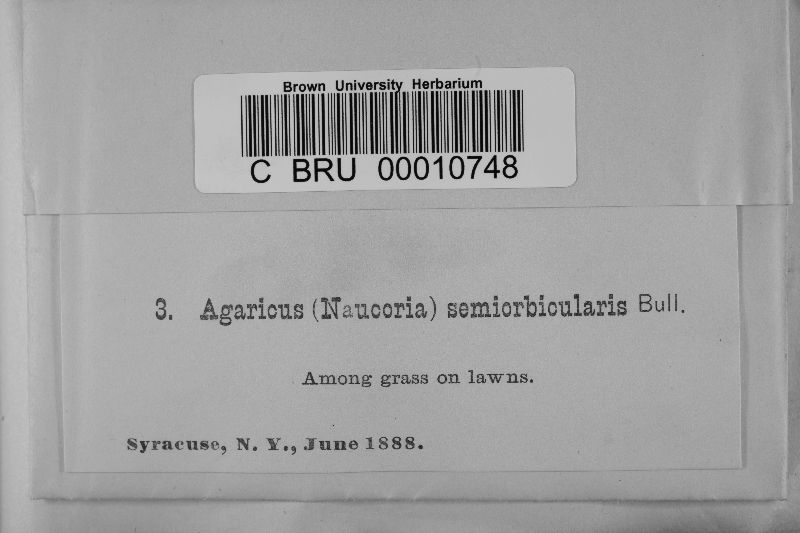 Brown University Herbarium
C BRU 00010748
3. Agaricus (Naucoria) semiorbicularis Bull.
Among grass on lawns.
Syracuse, N. Y., June 1888.